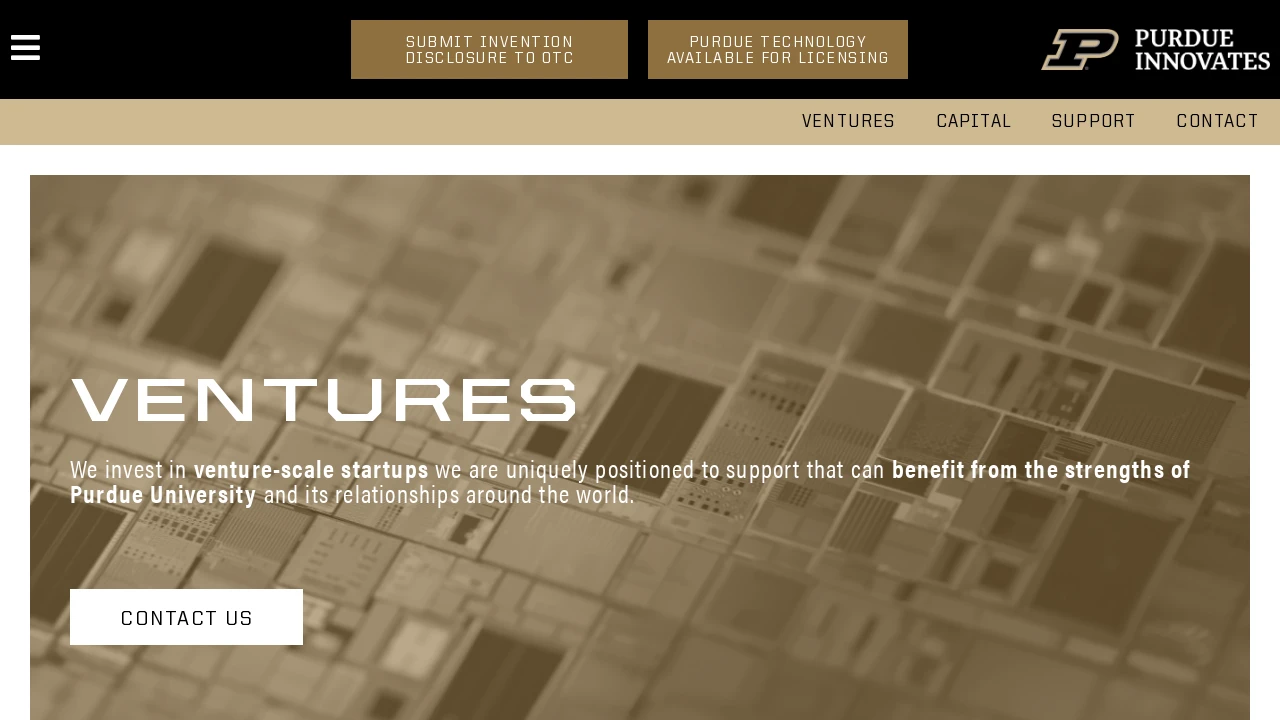 SUBMIT INVENTION
DISCLOSURE TO OTC
PURDUE TECHNOLOGY
AVAILABLE FOR LICENSING
P
PURDUE
INNOVATES
VENTURES
CAPITAL
SUPPORT
CONTACT
VENTURES
We invest in venture-scale startups we are uniquely positioned to support that can benefit from the strengths of
Purdue University and its relationships around the world.
CONTACT US